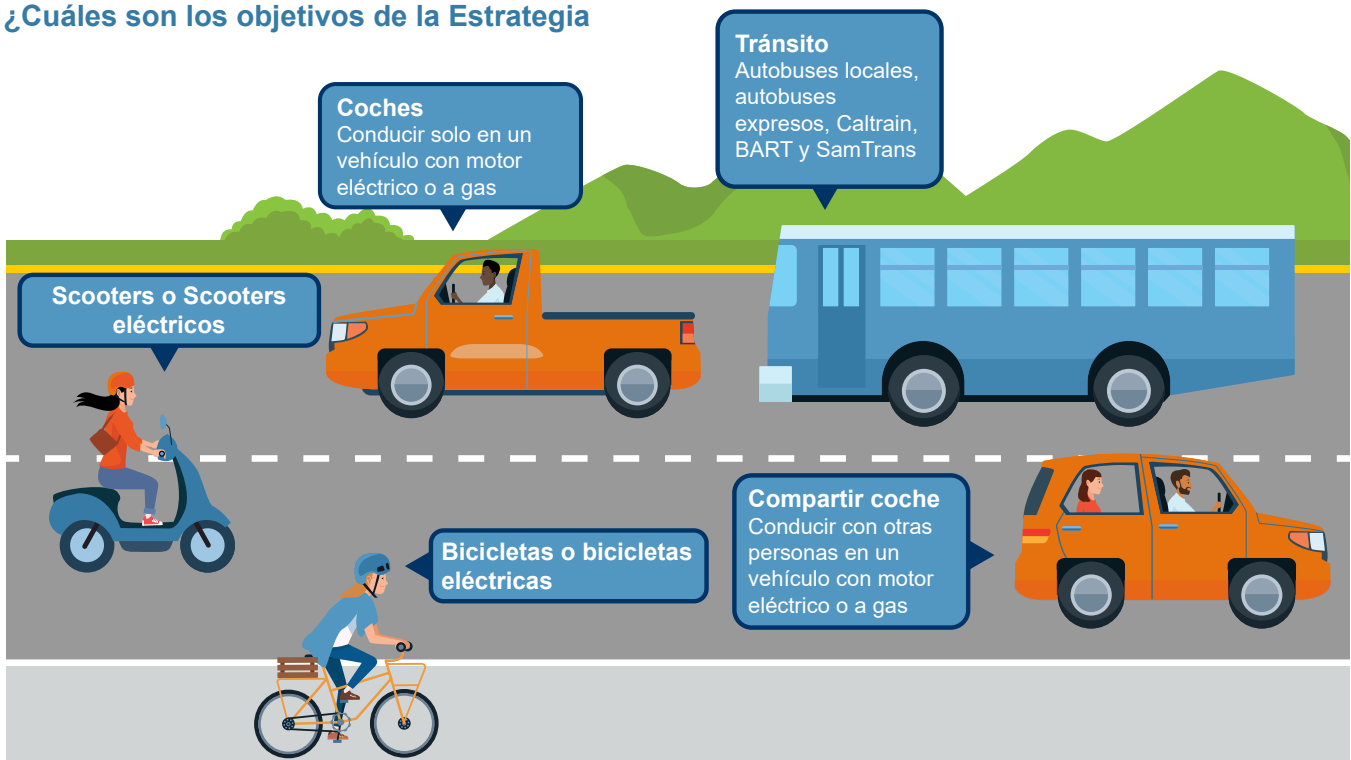 ¿Cuáles son los objetivos de la Estrategia
Tránsito
Autobuses locales,
autobuses
expresos, Caltrain,
BART y SamTrans
Coches
Conducir solo en un
vehículo con motor
eléctrico o a gas
Scooters o Scooters
eléctricos
Compartir coche
Conducir con otras
personas en un
vehículo con motor
eléctrico o a gas
Bicicletas o bicicletas
eléctricas